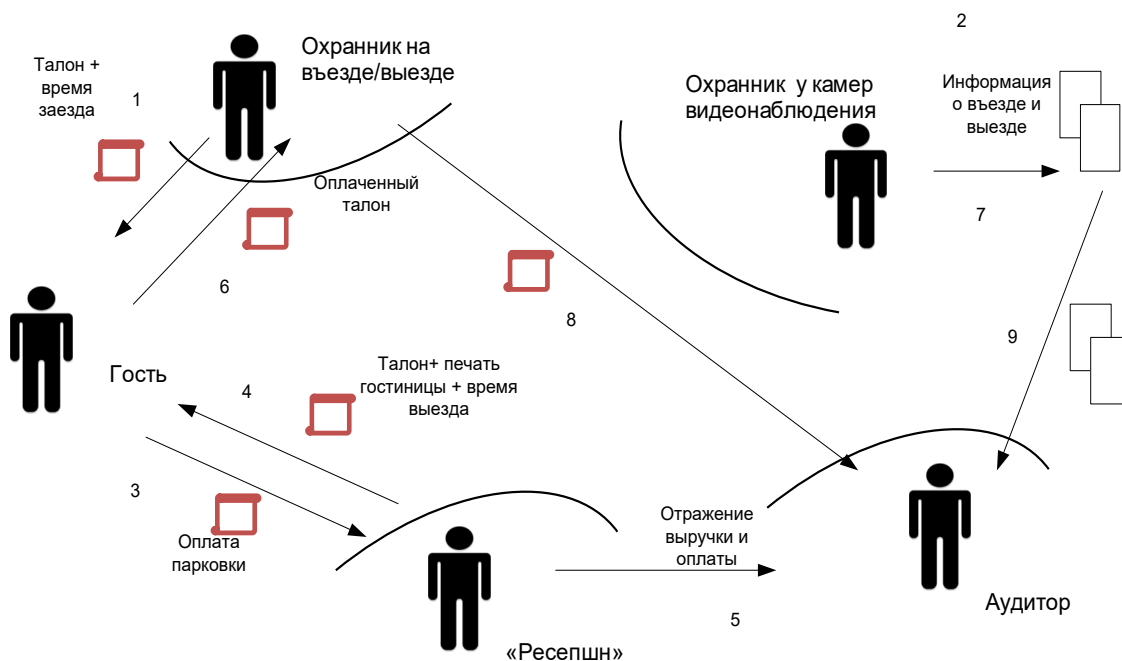 2
Охранник на
въезде/выезде
Талон +
время
заезда
1
Охранник у камер
видеонаблюдения
Информация
о въезде и
выезде
Оплаченный
талон
7
6
8
9
Гость
4
Талон+ печать
гостиницы + время
выезда
3
Оплата
парковки
Отражение
выручки и
оплаты
5
Аудитор
«Ресепшн»